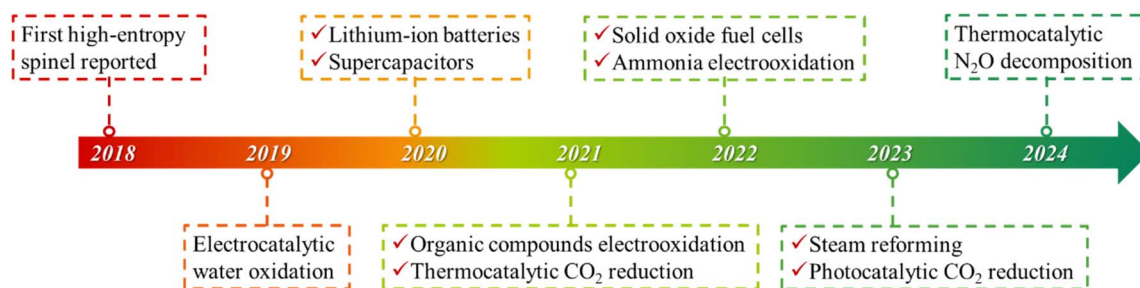 First high-entropy
spinel reported
✓ Lithium-ion batteries
✓ Supercapacitors
✓ Solid oxide fuel cells
✓ Ammonia electrooxidation
Thermocatalytic
N₂O decomposition
2018 2019 2020 2021 2022 2023 2024
Electrocatalytic
water oxidation
✓ Organic compounds electrooxidation
✓ Thermocatalytic CO₂ reduction
✓ Steam reforming
✓ Photocatalytic CO₂ reduction